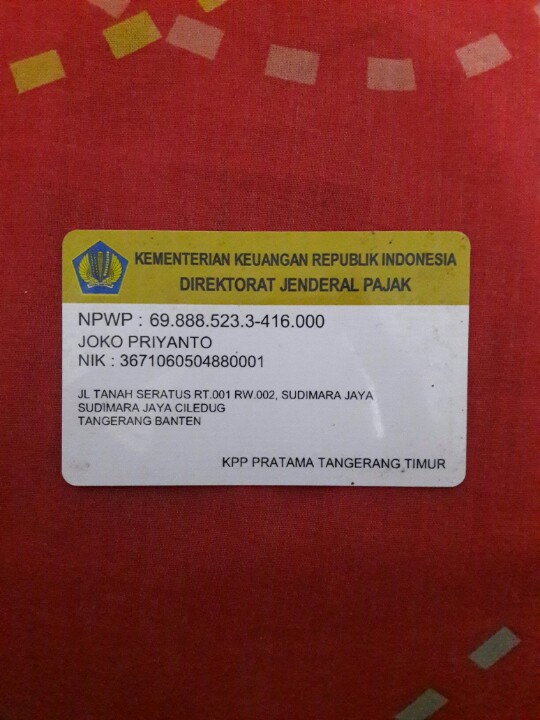 KEMENTERIAN KEUANGAN REPUBLIK INDONESIA
DIREKTORAT JENDERAL PAJAK
NPWP : 69.888.523.3-416.000
JOKO PRIYANTO
NIK : 3671060504880001
JL TANAH SERATUS RT.001 RW.002, SUDIMARA JAYA
SUDIMARA JAYA CILEDUG
TANGERANG BANTEN
KPP PRATAMA TANGERANG TIMUR